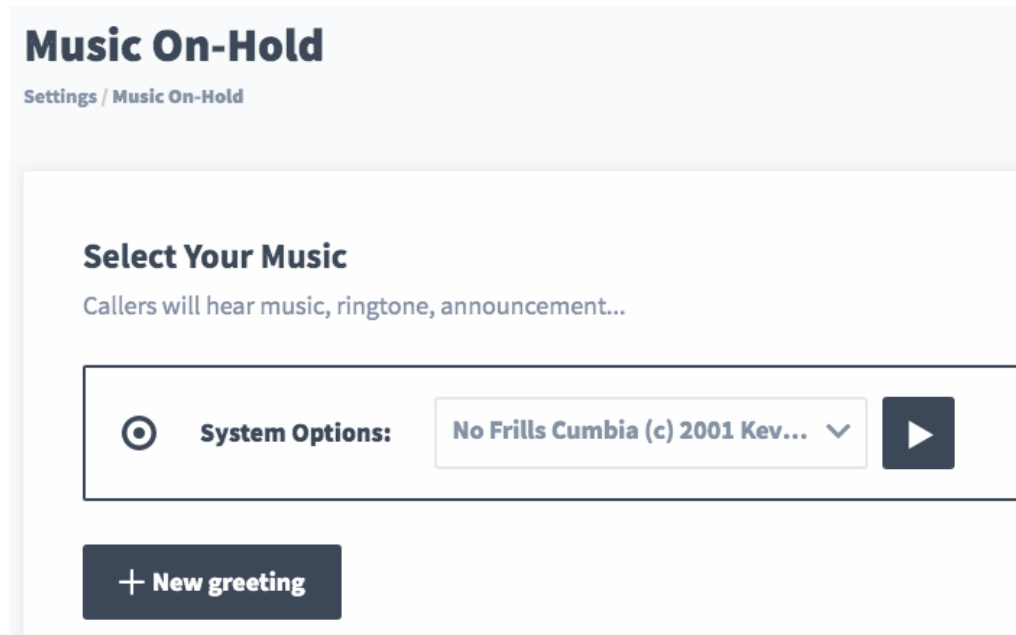 Music On-Hold
Settings / Music On-Hold
Select Your Music
Callers will hear music, ringtone, announcement...
System Options: No Frills Cumbia (c) 2001 Kev...
+ New greeting